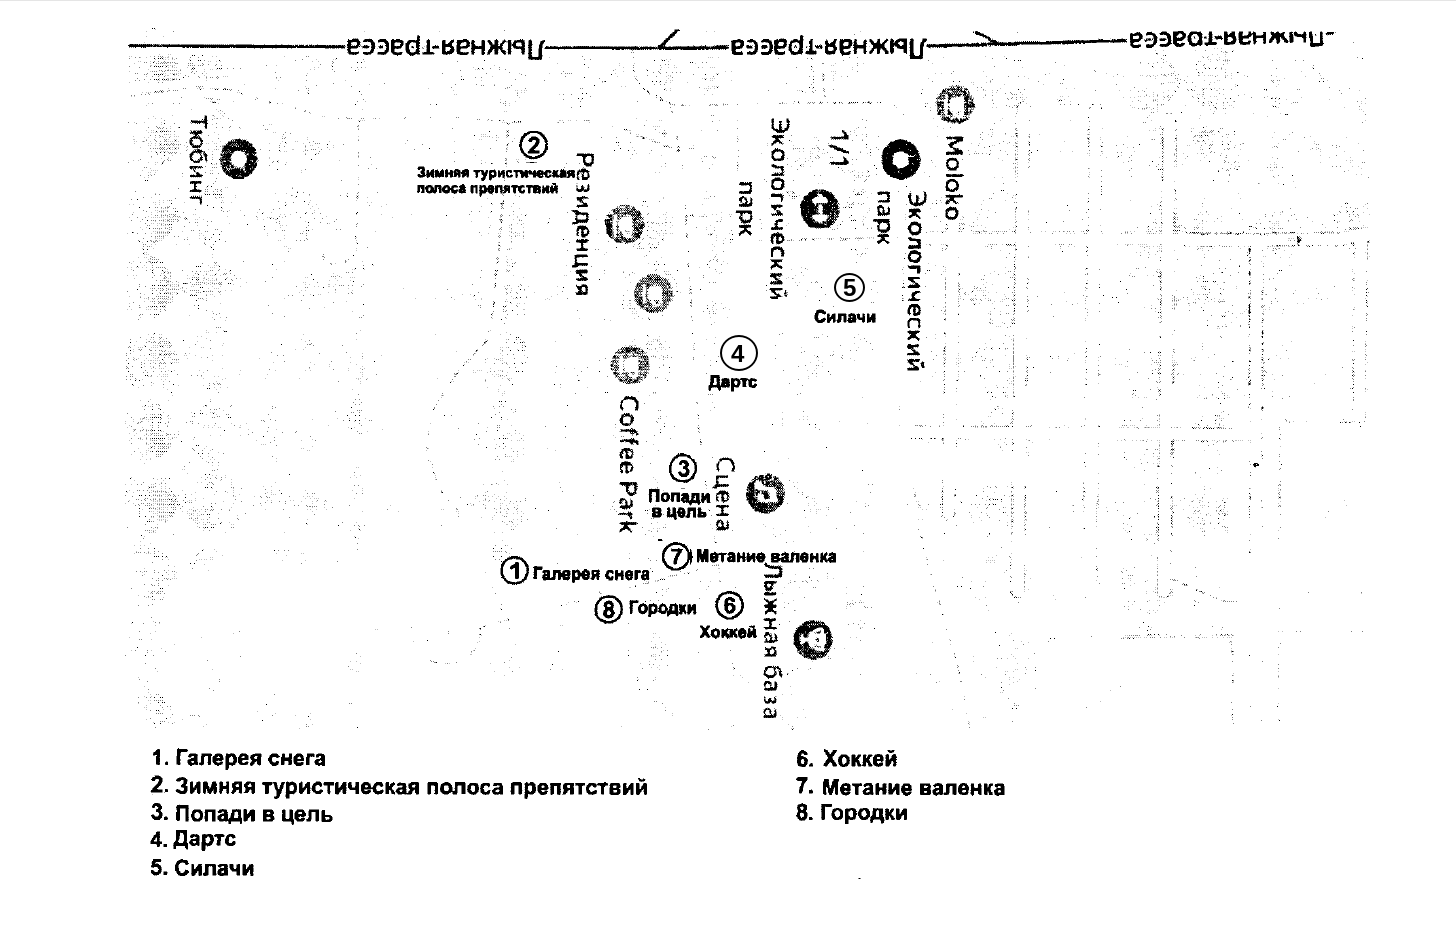 Лыжная-трасса
Лыжная-трасса
Лыжная-трасса
Тюбинг
2
Зимняя туристическая
полоса препятствий
Резиденция
Экологический
парк
1/1
Moloko
Экологический
парк
5
Силачи
4
Дартс
Coffee Park
3
Попади
в цель
Сцена
7 Метание валенка
1 Галерея снега
8 Городки
6
Хоккей
Лыжная база
1. Галерея снега
2. Зимняя туристическая полоса препятствий
3. Попади в цель
4. Дартс
5. Силачи
6. Хоккей
7. Метание валенка
8. Городки